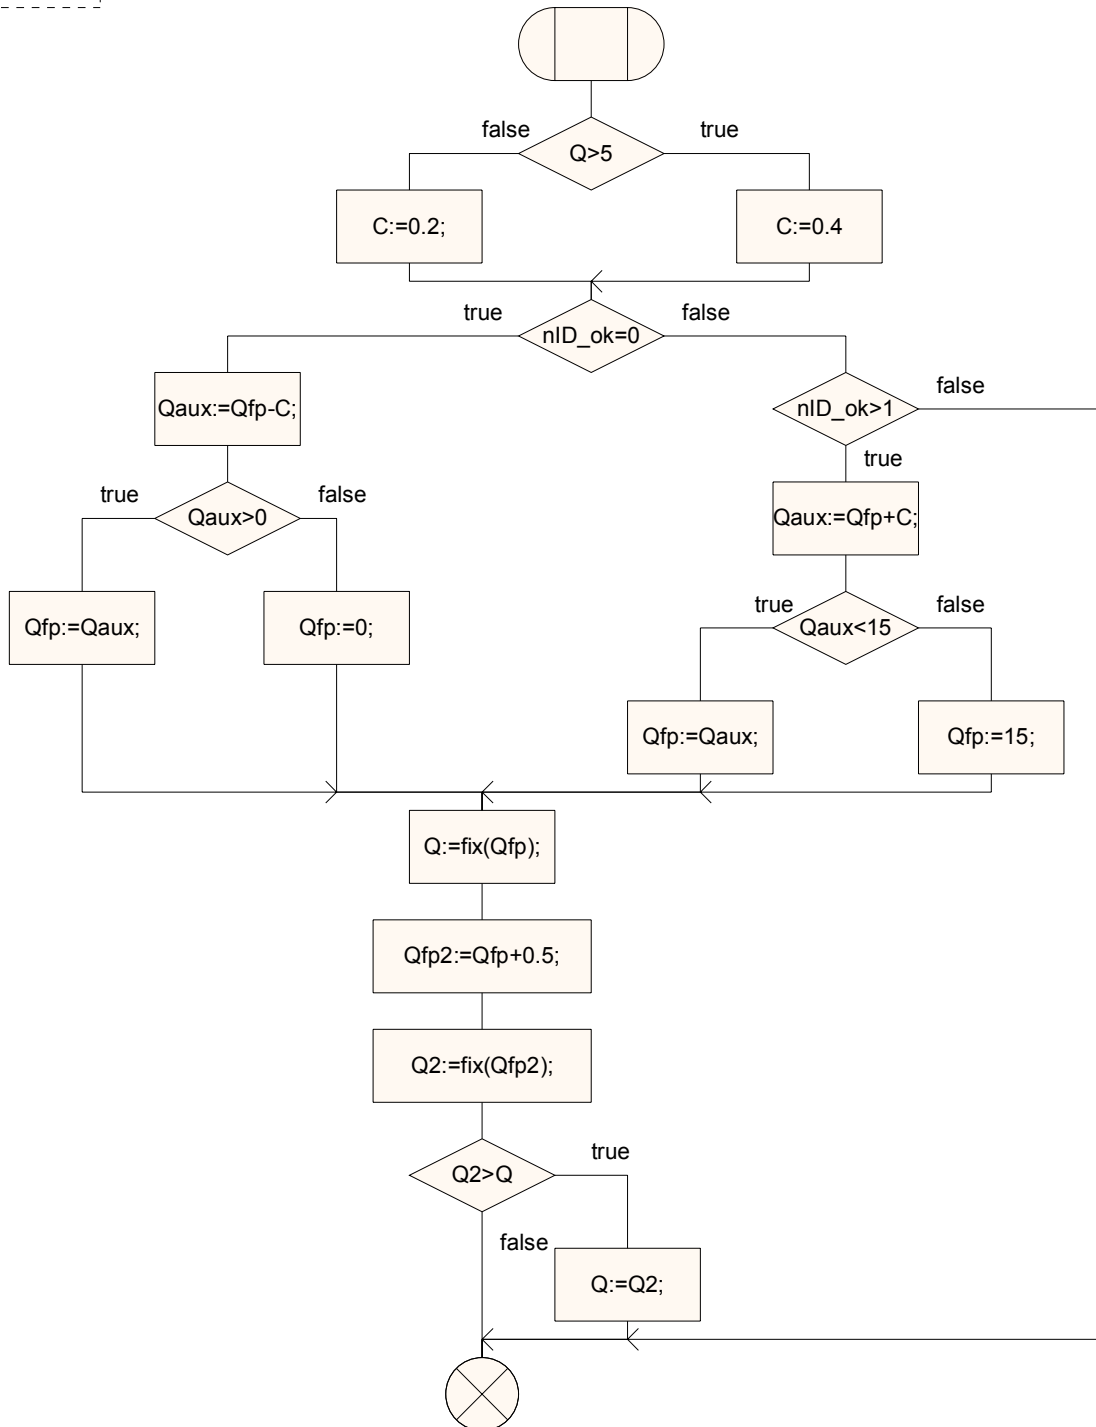 false
true
Q>5
C:=0.2;
C:=0.4
true
false
nID_ok=0
false
Qaux:=Qfp-C;
nID_ok>1
true
true
false
Qaux>0
Qaux:=Qfp+C;
true
false
Qfp:=Qaux;
Qfp:=0;
Qaux<15
Qfp:=Qaux;
Qfp:=15;
Q:=fix(Qfp);
Qfp2:=Qfp+0.5;
Q2:=fix(Qfp2);
true
Q2>Q
false
Q:=Q2;